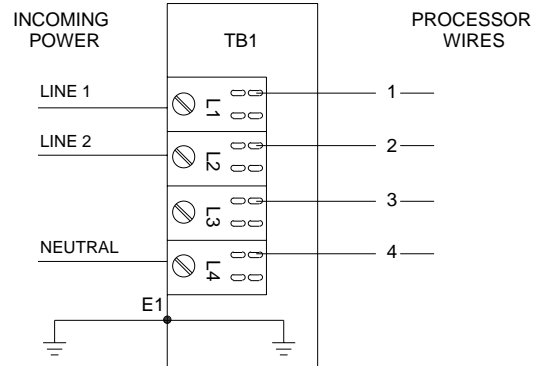 INCOMING
POWER
TB1
PROCESSOR
WIRES
LINE 1
L1
1
LINE 2
L2
2
L3
3
NEUTRAL
L4
4
E1